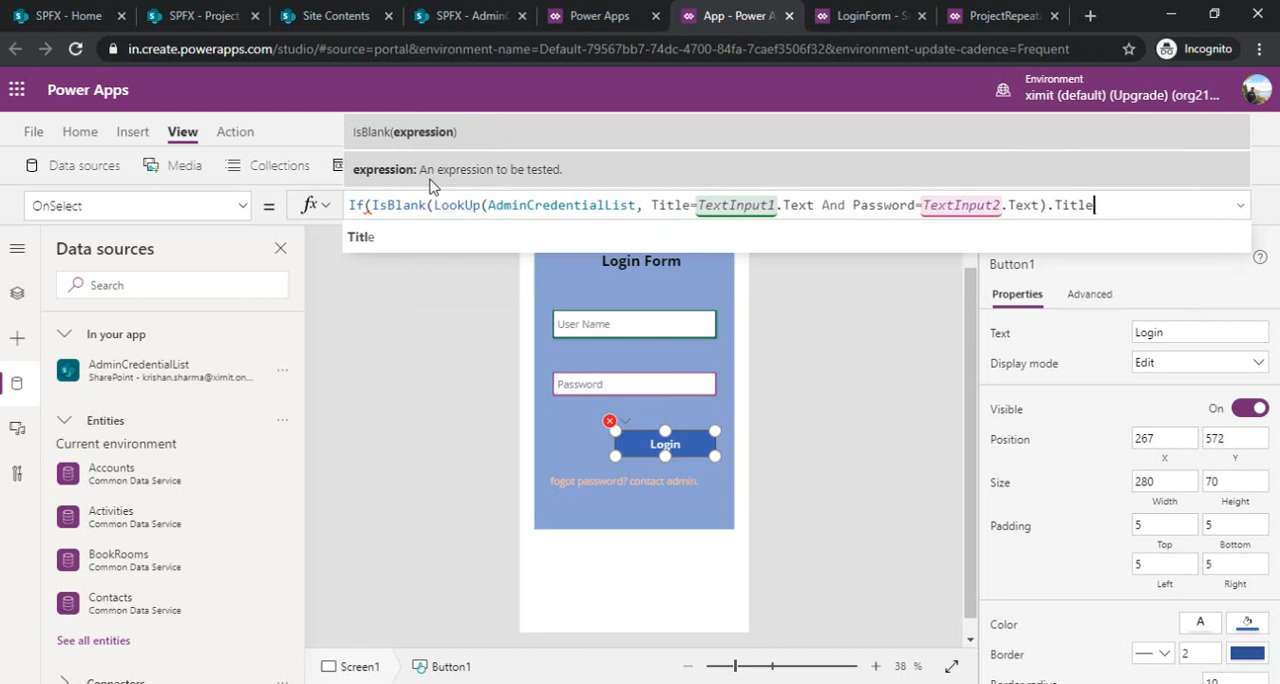 SPFX - Home
SPFX - Project
Site Contents
SPFX - Admin
Power Apps
App - Power A
LoginForm - S
ProjectRepeat
in.create.powerapps.com/studio/#source=portal&environment-name=Default-79567bb7-74dc-4700-84fa-7caef3506f32&environment-update-cadence=Frequent
Incognito
Power Apps
Environment
ximit (default) (Upgrade) (org21...
File
Home
Insert
View
Action
IsBlank(expression)
Data sources
Media
Collections
expression: An expression to be tested.
OnSelect
=
fx
If(IsBlank(LookUp(AdminCredentialList, Title=TextInput1.Text And Password=TextInput2.Text).Title
Title
Data sources
Search
In your app
AdminCredentialList
SharePoint - krishan.sharma@ximit.on...
Entities
Current environment
Accounts
Common Data Service
Activities
Common Data Service
BookRooms
Common Data Service
Contacts
Common Data Service
See all entities
Login Form
User Name
Password
Login
fogot password? contact admin.
Button1
Properties
Advanced
Text
Login
Display mode
Edit
Visible
On
Position
267
572
X
Y
Size
280
70
Width
Height
Padding
5
5
Top
Bottom
5
5
Left
Right
Color
A
Border
2
Screen1
Button1
38 %